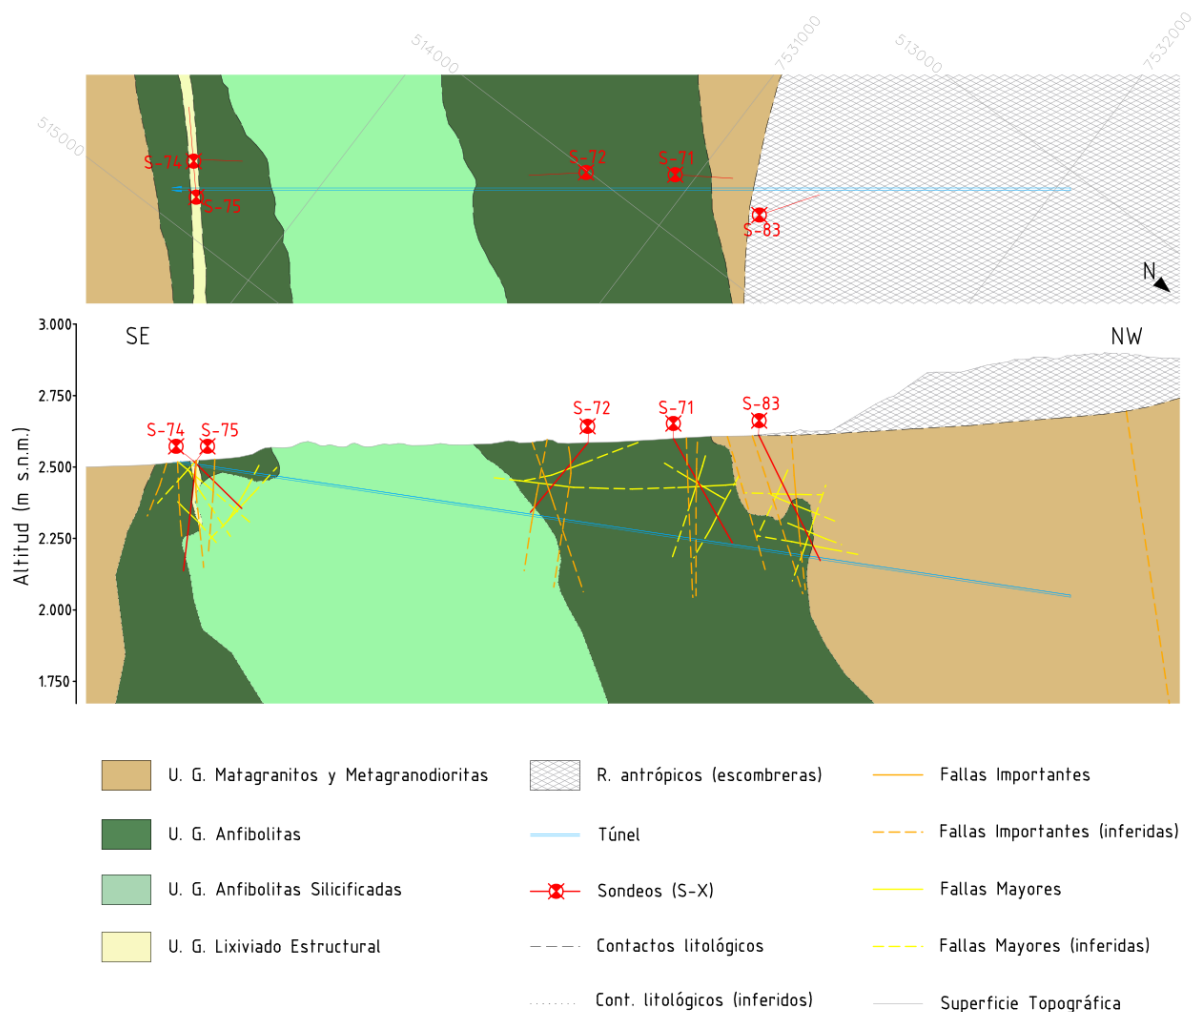 514000
7531000
513000
7532000
515000
S-74
S-75
S-72
S-71
S-83
N
3.000
SE
NW
2.750
S-74
S-75
S-72
S-71
S-83
2.500
2.250
2.000
1.750
Altitud (m s.n.m.)
U. G. Matagranitos y Metagranodioritas
R. antrópicos (escombreras)
Fallas Importantes
U. G. Anfibolitas
Túnel
Fallas Importantes (inferidas)
U. G. Anfibolitas Silicificadas
Sondeos (S-X)
Fallas Mayores
U. G. Lixiviado Estructural
Contactos litológicos
Fallas Mayores (inferidas)
Cont. litológicos (inferidos)
Superficie Topográfica